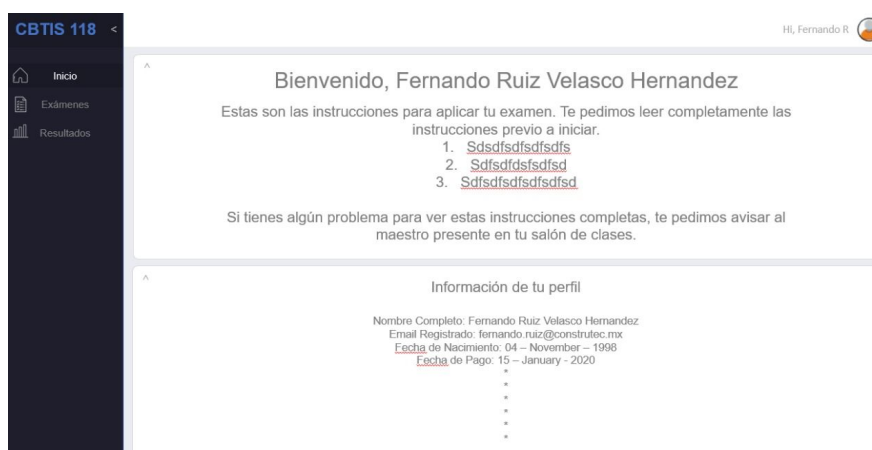 CBTIS 118 <
Hi, Fernando R
Inicio
Exámenes
Resultados
^
Bienvenido, Fernando Ruiz Velasco Hernandez
Estas son las instrucciones para aplicar tu examen. Te pedimos leer completamente las
instrucciones previo a iniciar.
1. Sdsdfsdfsdfsdfs
2. Sdfsdfdsfsdfsd
3. Sdfsdfsdfsdfsdfsd
Si tienes algún problema para ver estas instrucciones completas, te pedimos avisar al
maestro presente en tu salón de clases.
^
Información de tu perfil
Nombre Completo: Fernando Ruiz Velasco Hernandez
Email Registrado: fernando.ruiz@construtec.mx
Fecha de Nacimiento: 04 – November – 1998
Fecha de Pago: 15 – January - 2020
*
*
*
*
*
*